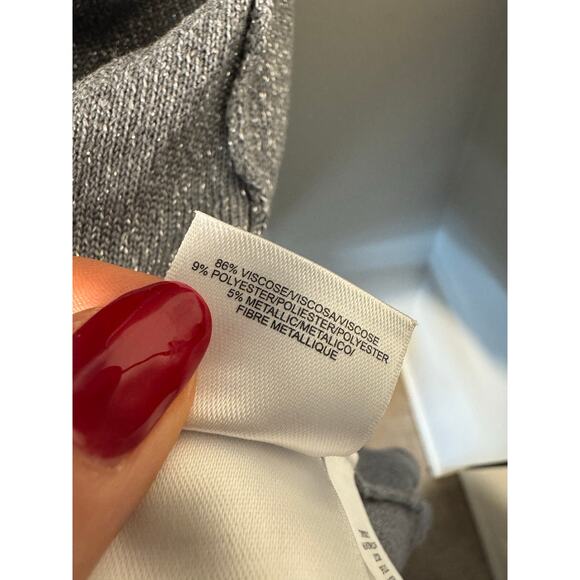 86% VISCOSE/VISCOSA/VISCOSE
9% POLYESTER/POLIESTER/POLYESTER
5% METALLIC/METALICO/
FIBRE METALLIQUE